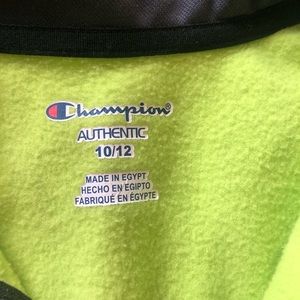 Champion
AUTHENTIC
10/12
MADE IN EGYPT
HECHO EN EGIPTO
FABRIQUÉ EN ÉGYPTE